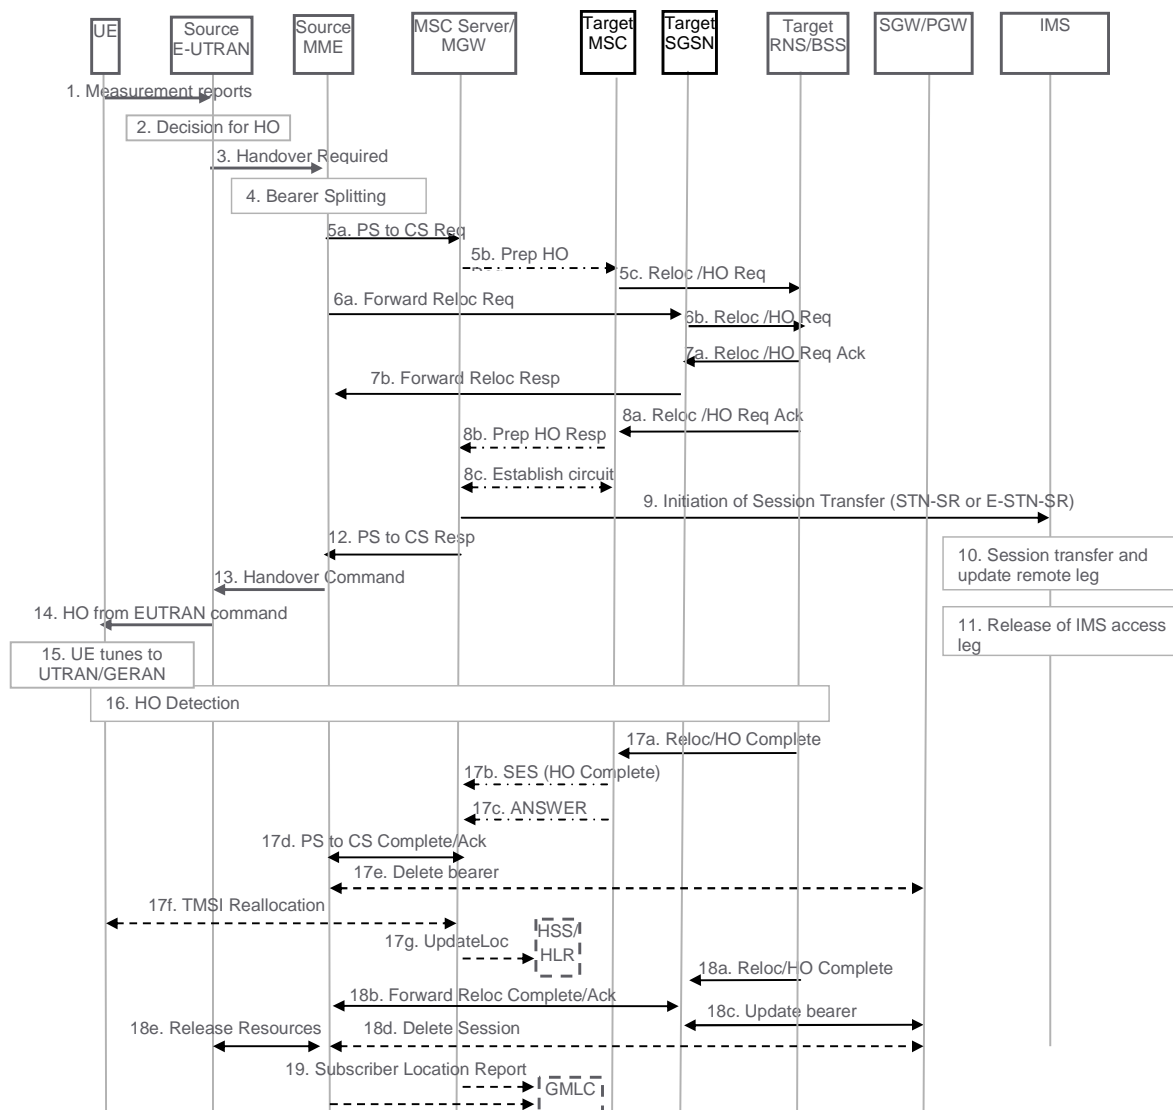 UE
Source
E-UTRAN
Source
MME
MSC Server/
MGW
Target
MSC
Target
SGSN
Target
RNS/BSS
SGW/PGW
IMS
1. Measurement reports
2. Decision for HO
3. Handover Required
4. Bearer Splitting
5a. PS to CS Req
5b. Prep HO
5c. Reloc /HO Req
6a. Forward Reloc Req
6b. Reloc /HO Req
7a. Reloc /HO Req Ack
7b. Forward Reloc Resp
8a. Reloc /HO Req Ack
8b. Prep HO Resp
8c. Establish circuit
9. Initiation of Session Transfer (STN-SR or E-STN-SR)
12. PS to CS Resp
10. Session transfer and
update remote leg
13. Handover Command
14. HO from EUTRAN command
11. Release of IMS access
leg
15. UE tunes to
UTRAN/GERAN
16. HO Detection
17a. Reloc/HO Complete
17b. SES (HO Complete)
17c. ANSWER
17d. PS to CS Complete/Ack
17e. Delete bearer
17f. TMSI Reallocation
17g. UpdateLoc
HSS/
HLR
18a. Reloc/HO Complete
18b. Forward Reloc Complete/Ack
18c. Update bearer
18e. Release Resources
18d. Delete Session
19. Subscriber Location Report
GMLC